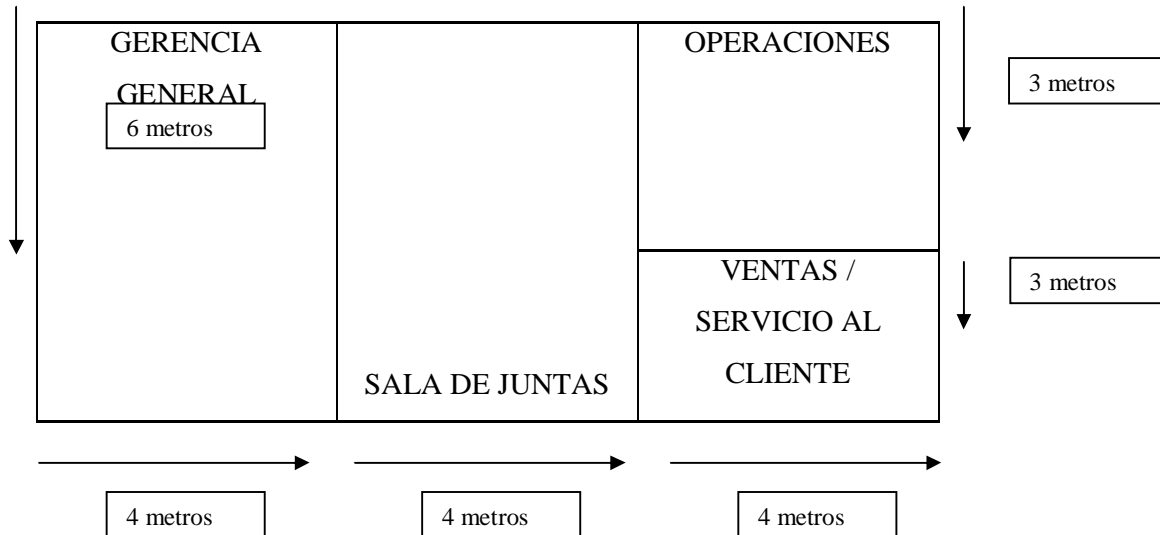 GERENCIA
GENERAL
6 metros
SALA DE JUNTAS
OPERACIONES
3 metros
VENTAS /
SERVICIO AL
CLIENTE
3 metros
4 metros
4 metros
4 metros